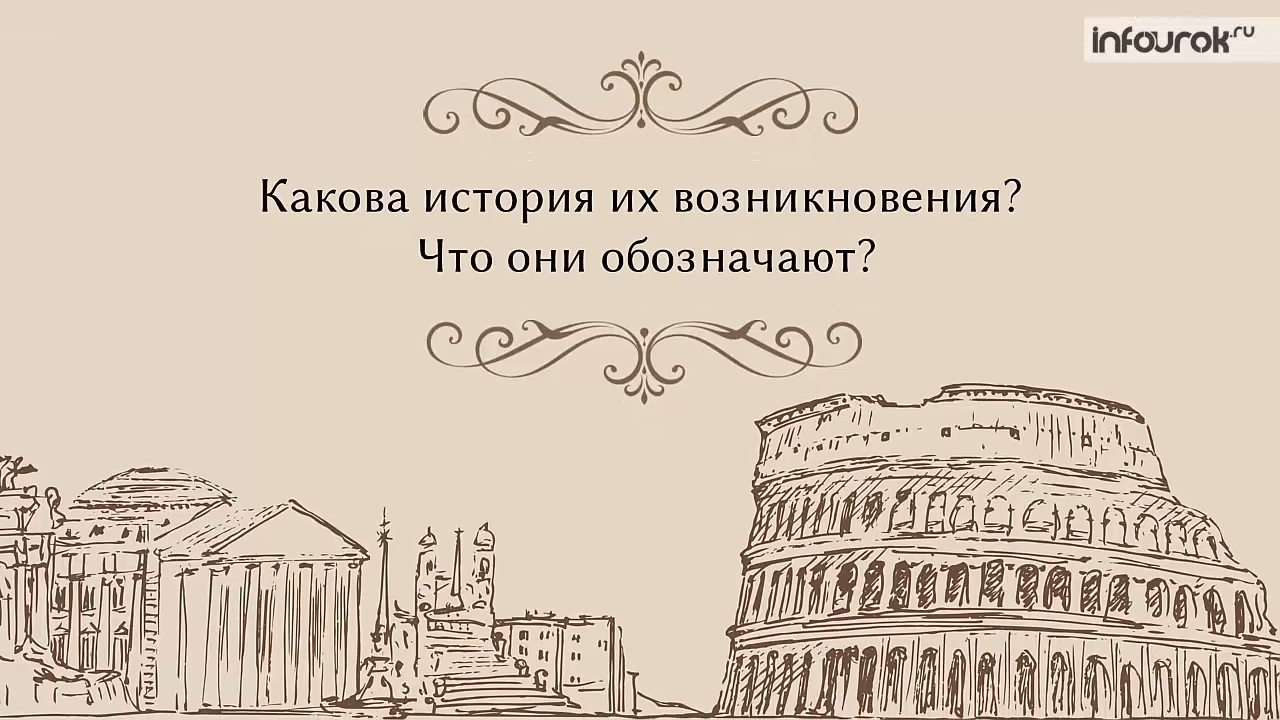 infourok.ru
Какова история их возникновения?
Что они обозначают?